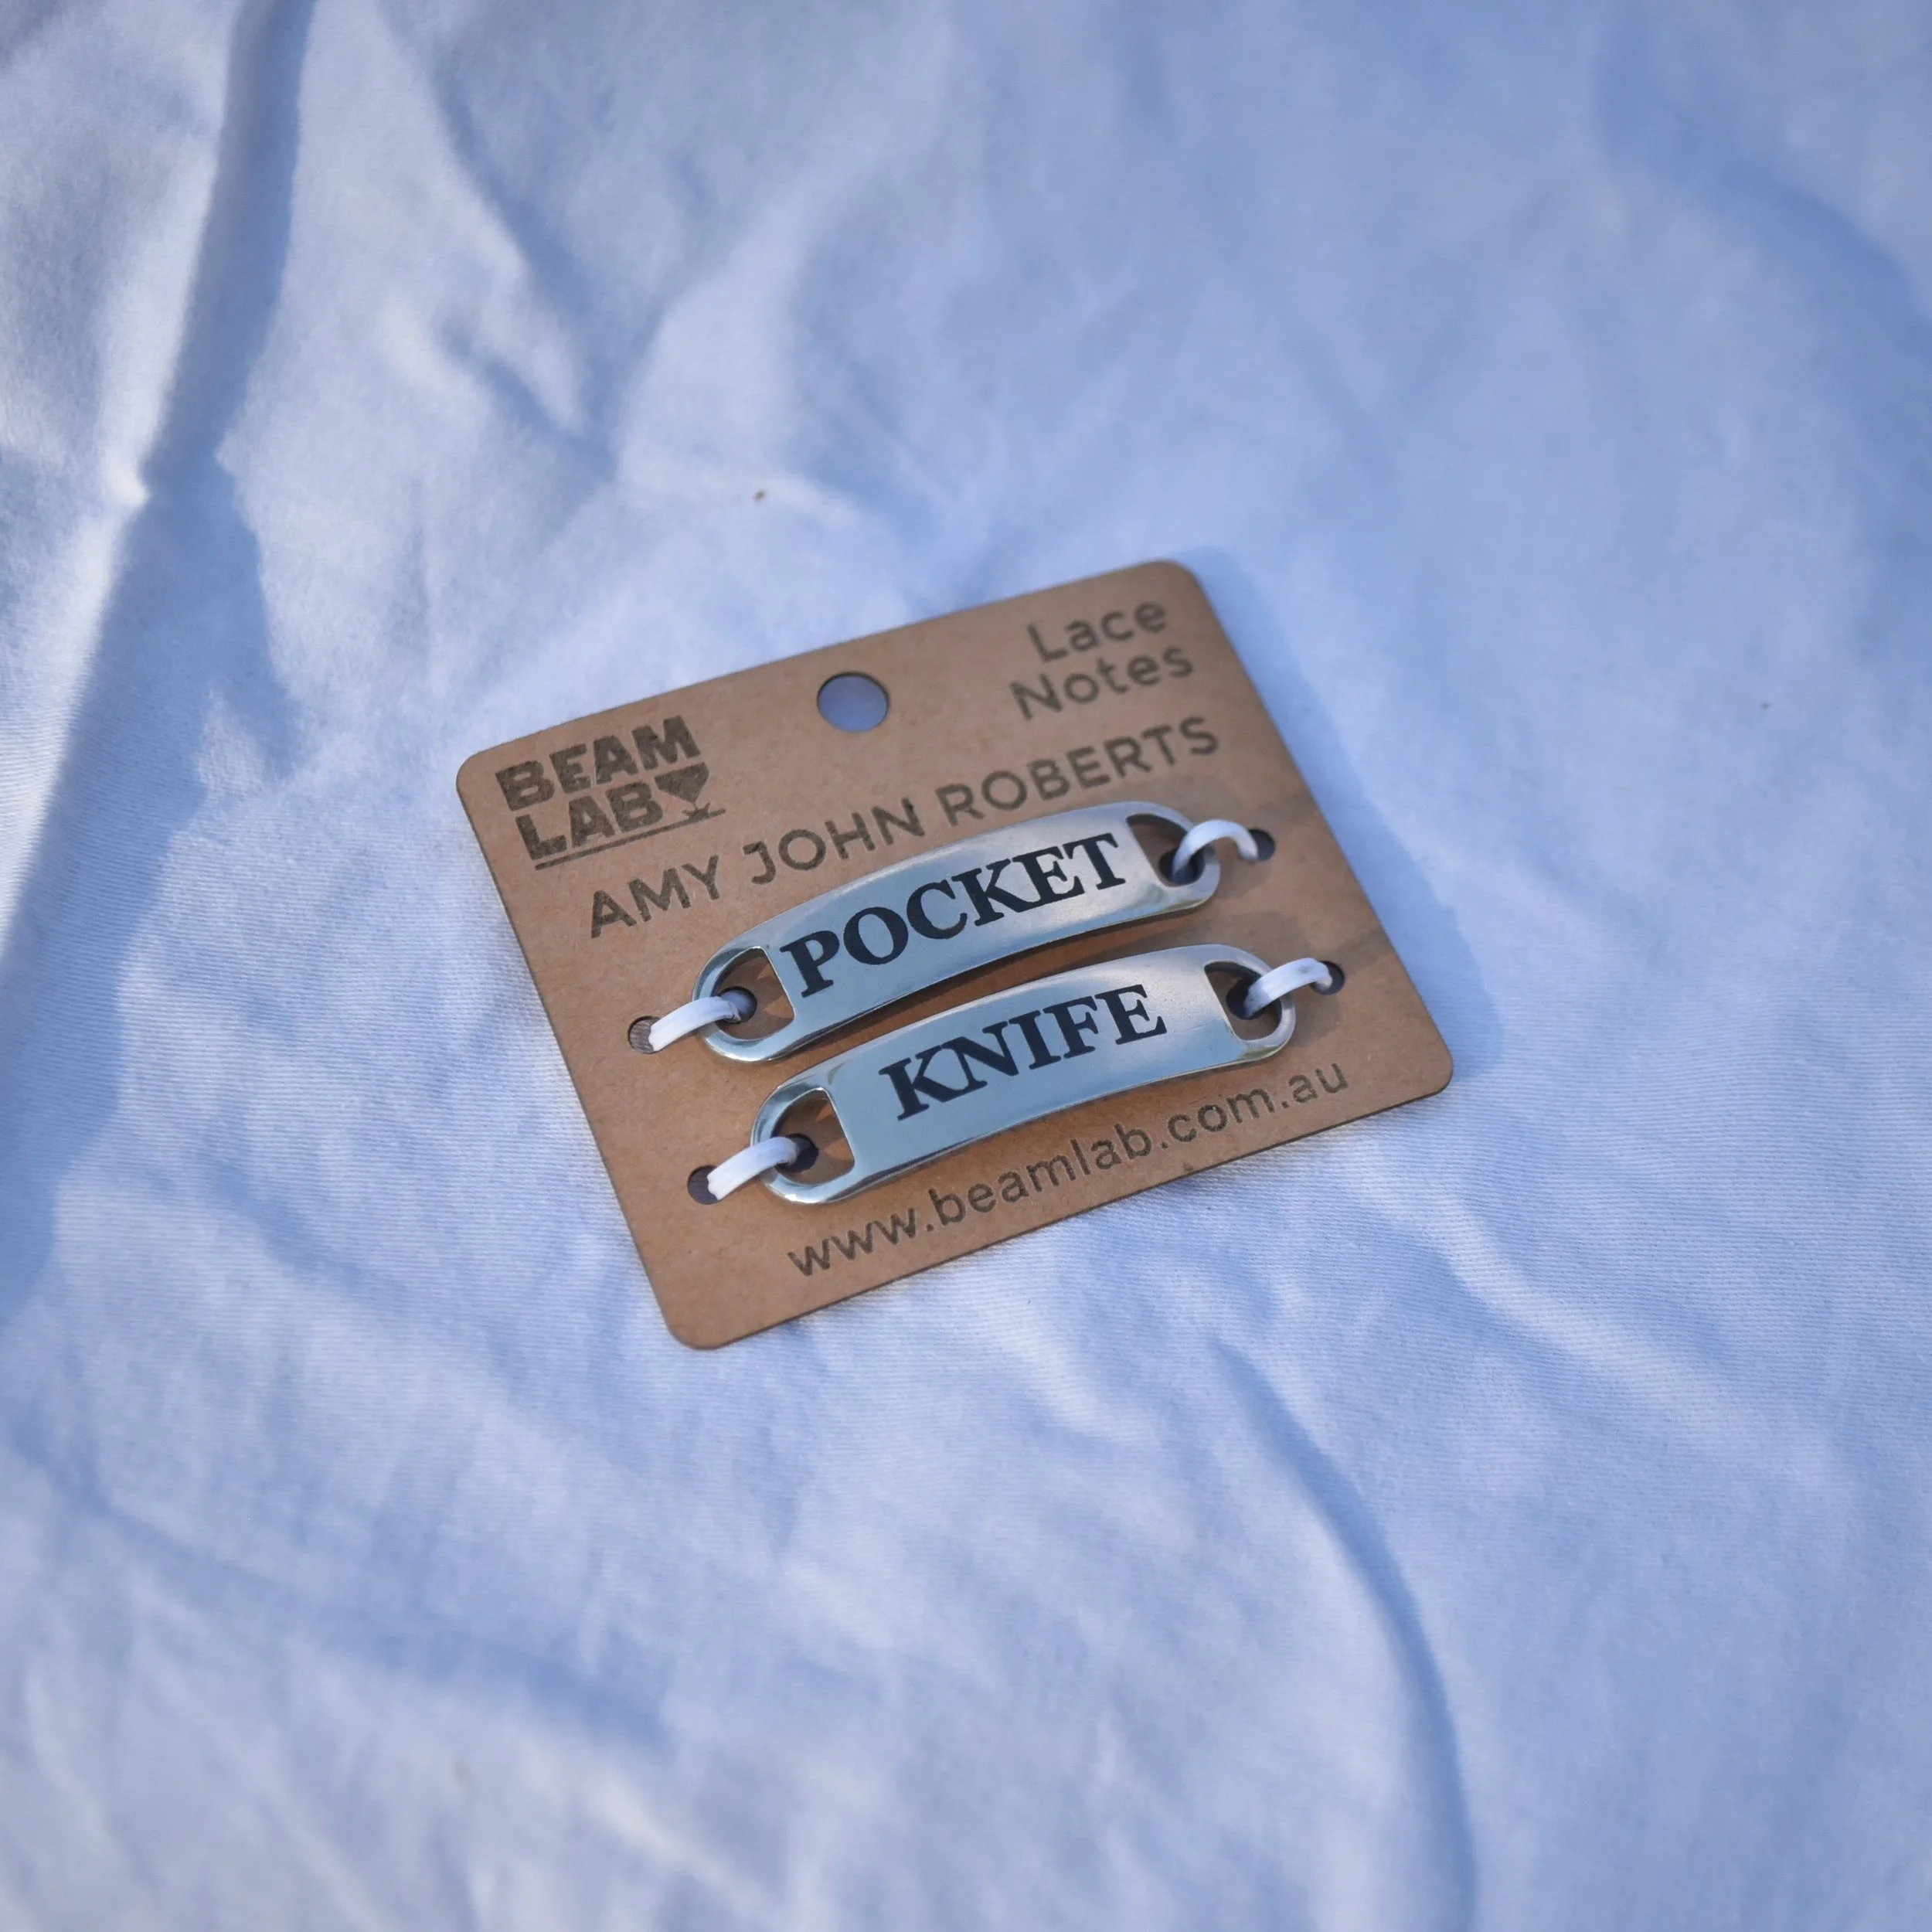 BEAM
LAB
Lace
Notes
AMY JOHN ROBERTS
POCKET
KNIFE
www.beamlab.com.au